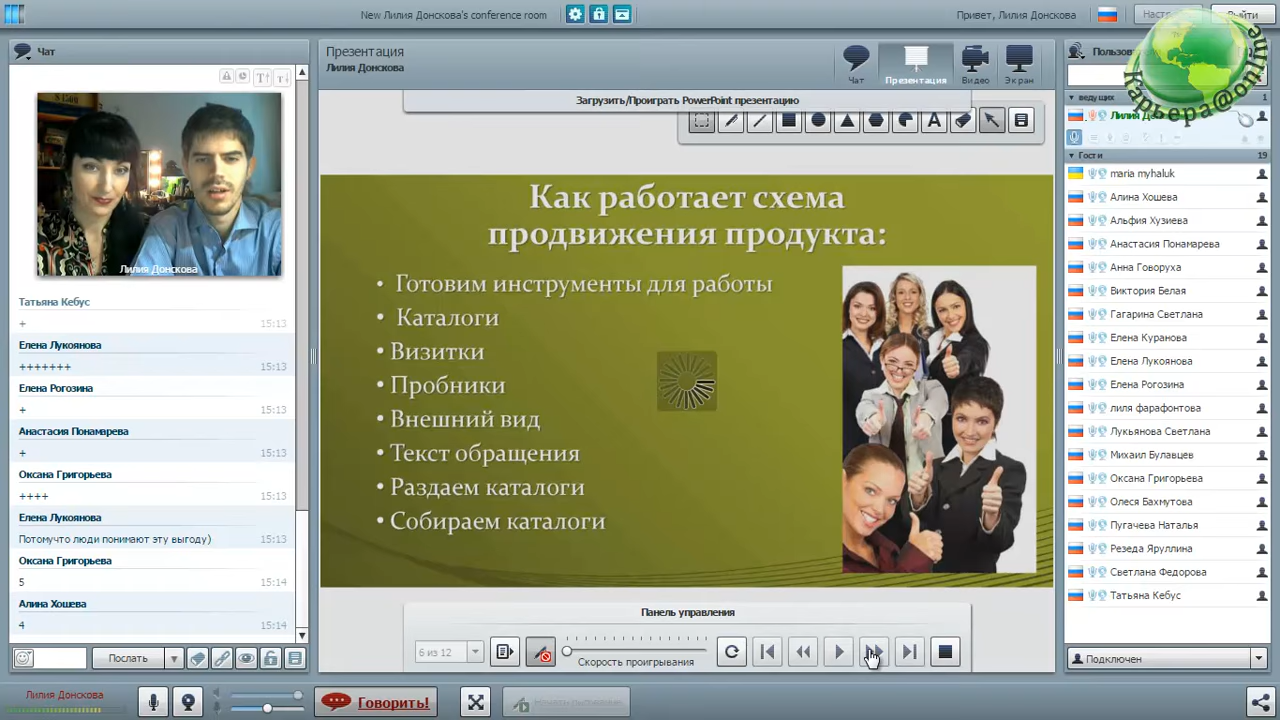 New Лилия Донскова's conference room
Привет, Лилия Донскова
Выйти
Чат
Презентация
Лилия Донскова
Чат
Презентация
Видео
Экран
Карьера@online
Загрузить/Проиграть PowerPoint презентацию
A
Лилия Донскова
Татьяна Кебус
+ 15:13
Елена Лукоянова
+++++++ 15:13
Елена Рогозина
+ 15:13
Анастасия Понамарева
+ 15:13
Оксана Григорьева
++++ 15:13
Елена Лукоянова
Потомучто люди понимают эту выгоду) 15:13
Оксана Григорьева
5 15:14
Алина Хошева
4 15:14
Послать
Как работает схема
продвижения продукта:
• Готовим инструменты для работы
• Каталоги
• Визитки
• Пробники
• Внешний вид
• Текст обращения
• Раздаем каталоги
• Собираем каталоги
Панель управления
6 из 12
Скорость проигрывания
ведущих 1
Гости 19
maria myhaluk
Алина Хошева
Альфия Хузиева
Анастасия Понамарева
Анна Говоруха
Виктория Белая
Гагарина Светлана
Елена Куранова
Елена Лукоянова
Елена Рогозина
лиля фарафонтова
Лукьянова Светлана
Михаил Булавцев
Оксана Григорьева
Олеся Бахмутова
Пугачева Наталья
Резеда Яруллина
Светлана Федорова
Татьяна Кебус
Подключен
Лилия Донскова
Говорить!